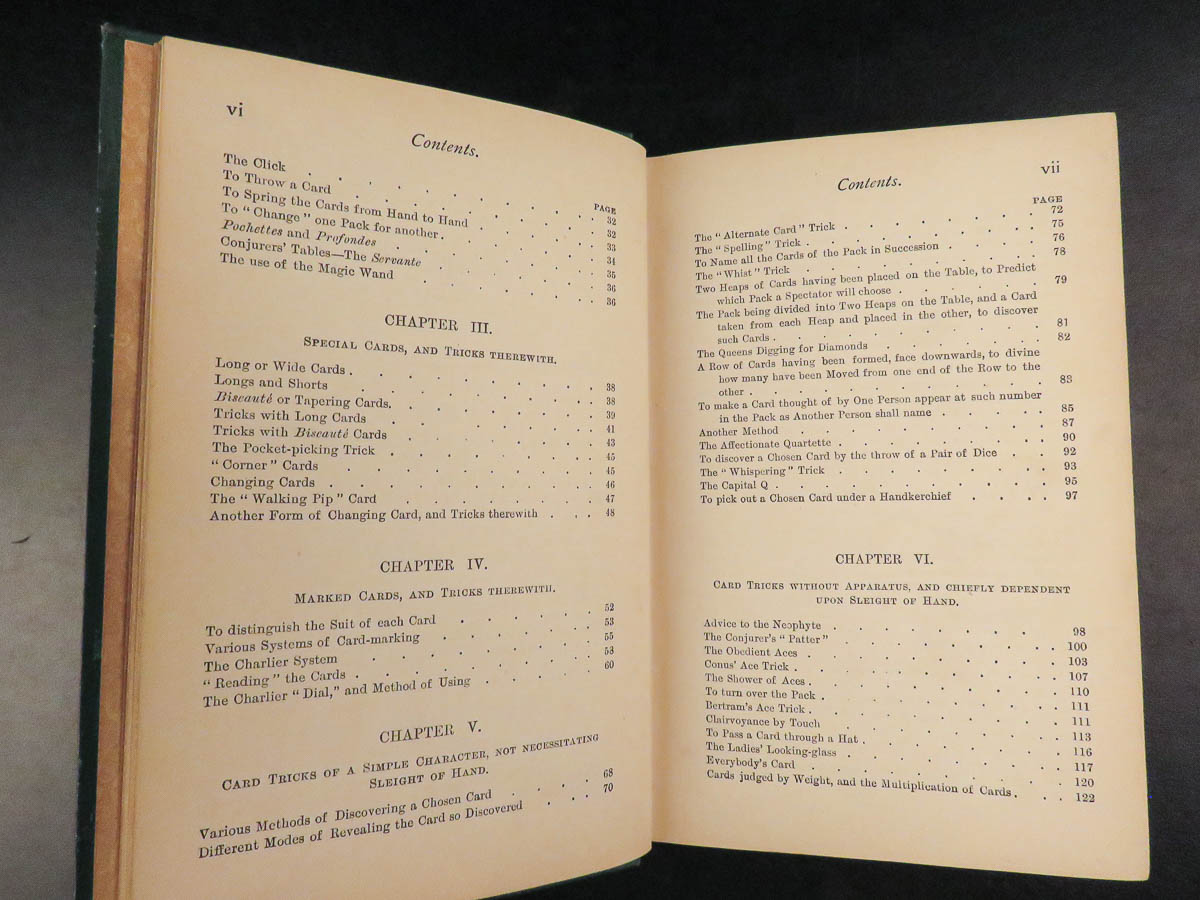 vi
Contents.
PAGE
The Click . . . . . . . . . 32
To Throw a Card . . . . . . . . 32
To Spring the Cards from Hand to Hand . . . . . 33
To "Change" one Pack for another . . . . . . 34
Pochettes and Profondes . . . . . . . 35
Conjurers' Tables—The Servante . . . . . . 36
The use of the Magic Wand . . . . . . 36
CHAPTER III.
SPECIAL CARDS, AND TRICKS THEREWITH.
Long or Wide Cards . . . . . . . . 38
Longs and Shorts . . . . . . . . 38
Biseauté or Tapering Cards. . . . . . . 39
Tricks with Long Cards . . . . . . . 41
Tricks with Biseauté Cards . . . . . . 43
The Pocket-picking Trick . . . . . . . 45
"Corner" Cards . . . . . . . . 45
Changing Cards . . . . . . . . 46
The "Walking Pip" Card . . . . . . 47
Another Form of Changing Card, and Tricks therewith . . . 48
CHAPTER IV.
MARKED CARDS, AND TRICKS THEREWITH.
To distinguish the Suit of each Card . . . . . 52
Various Systems of Card-marking . . . . . 53
The Charlier System . . . . . . . 55
"Reading" the Cards . . . . . . . 58
The Charlier "Dial," and Method of Using . . . . 60
CHAPTER V.
CARD TRICKS OF A SIMPLE CHARACTER, NOT NECESSITATING
SLEIGHT OF HAND.
Various Methods of Discovering a Chosen Card . . . 68
Different Modes of Revealing the Card so Discovered . . . 70
vii
Contents.
PAGE
The "Alternate Card" Trick . . . . . . 72
The "Spelling" Trick . . . . . . . 75
To Name all the Cards of the Pack in Succession . . . . 76
The "Whist" Trick . . . . . . . 78
Two Heaps of Cards having been placed on the Table, to Predict
which Pack a Spectator will choose . . . . . 79
The Pack being divided into Two Heaps on the Table, and a Card
taken from each Heap and placed in the other, to discover
such Cards . . . . . . . . 81
The Queens Digging for Diamonds . . . . . 82
A Row of Cards having been formed, face downwards, to divine
how many have been Moved from one end of the Row to the
other . . . . . . . . . 83
To make a Card thought of by One Person appear at such number
in the Pack as Another Person shall name . . . . 85
Another Method . . . . . . . . 87
The Affectionate Quartette . . . . . . 90
To discover a Chosen Card by the throw of a Pair of Dice . . 92
The "Whispering" Trick . . . . . . 93
The Capital Q . . . . . . . . 95
To pick out a Chosen Card under a Handkerchief . . . . 97
CHAPTER VI.
CARD TRICKS WITHOUT APPARATUS, AND CHIEFLY DEPENDENT
UPON SLEIGHT OF HAND.
Advice to the Neophyte . . . . . . . 98
The Conjurer's "Patter" . . . . . . . 100
The Obedient Aces . . . . . . . . 103
Conus' Ace Trick . . . . . . . . 107
The Shower of Aces . . . . . . . . 110
To turn over the Pack . . . . . . . 111
Bertram's Ace Trick . . . . . . . . 111
Clairvoyance by Touch . . . . . . . 113
To Pass a Card through a Hat . . . . . . 116
The Ladies' Looking-glass . . . . . . 117
Everybody's Card . . . . . . . . 120
Cards judged by Weight, and the Multiplication of Cards . . . 122